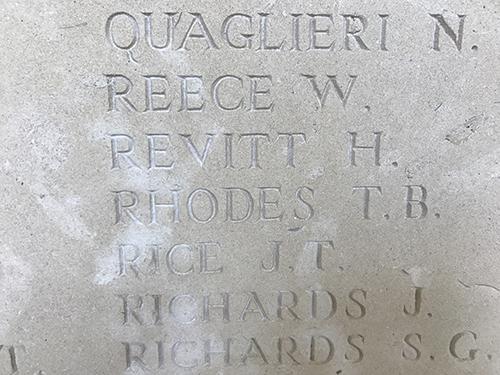 QUAGLIERI N.
REECE W.
REVITT H.
RHODES T.B.
RICE J.T.
RICHARDS J.
T. RICHARDS S.G.